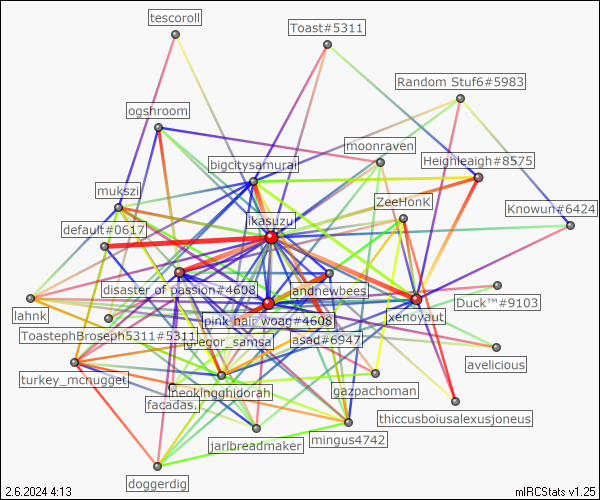 tescoroll
Toast#5311
Random Stuf6#5983
ogshroom
moonraven
bigcitysamurai
Heighleaigh#8575
mukszi
ZeeHonK
Knowun#6424
ikasuzu
default#0617
disaster of passion#4608
andnewbees
lahnk
Duck™#9103
xenoyaut
pink hair woag#4608
ToastephBroseph5311#5311
gregor_samsa
asad#6947
avelicious
turkey_mcnugget
neokingghidorah
gazpachoman
facadas.
thiccusboiusalexusjoneus
jarlbreadmaker
mingus4742
doggerdig
2.6.2024 4:13
mIRCStats v1.25